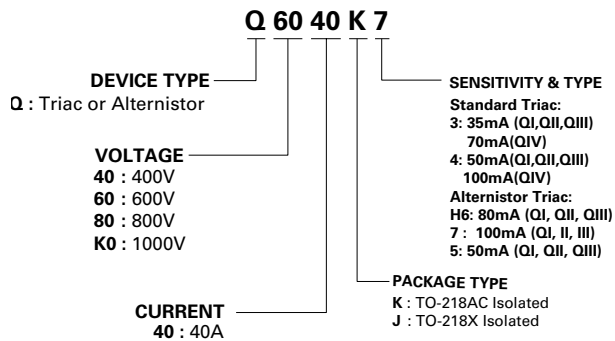 Q 60 40 K 7
DEVICE TYPE
Q : Triac or Alternistor
VOLTAGE
40 : 400V
60 : 600V
80 : 800V
K0 : 1000V
CURRENT
40 : 40A
SENSITIVITY & TYPE
Standard Triac:
3: 35mA (QI,QII,QIII)
70mA(QIV)
4: 50mA(QI,QII,QIII)
100mA(QIV)
Alternistor Triac:
H6: 80mA (QI, QII, QIII)
7 : 100mA (QI, II, III)
5: 50mA (QI, QII, QIII)
PACKAGE TYPE
K : TO-218AC Isolated
J : TO-218X Isolated